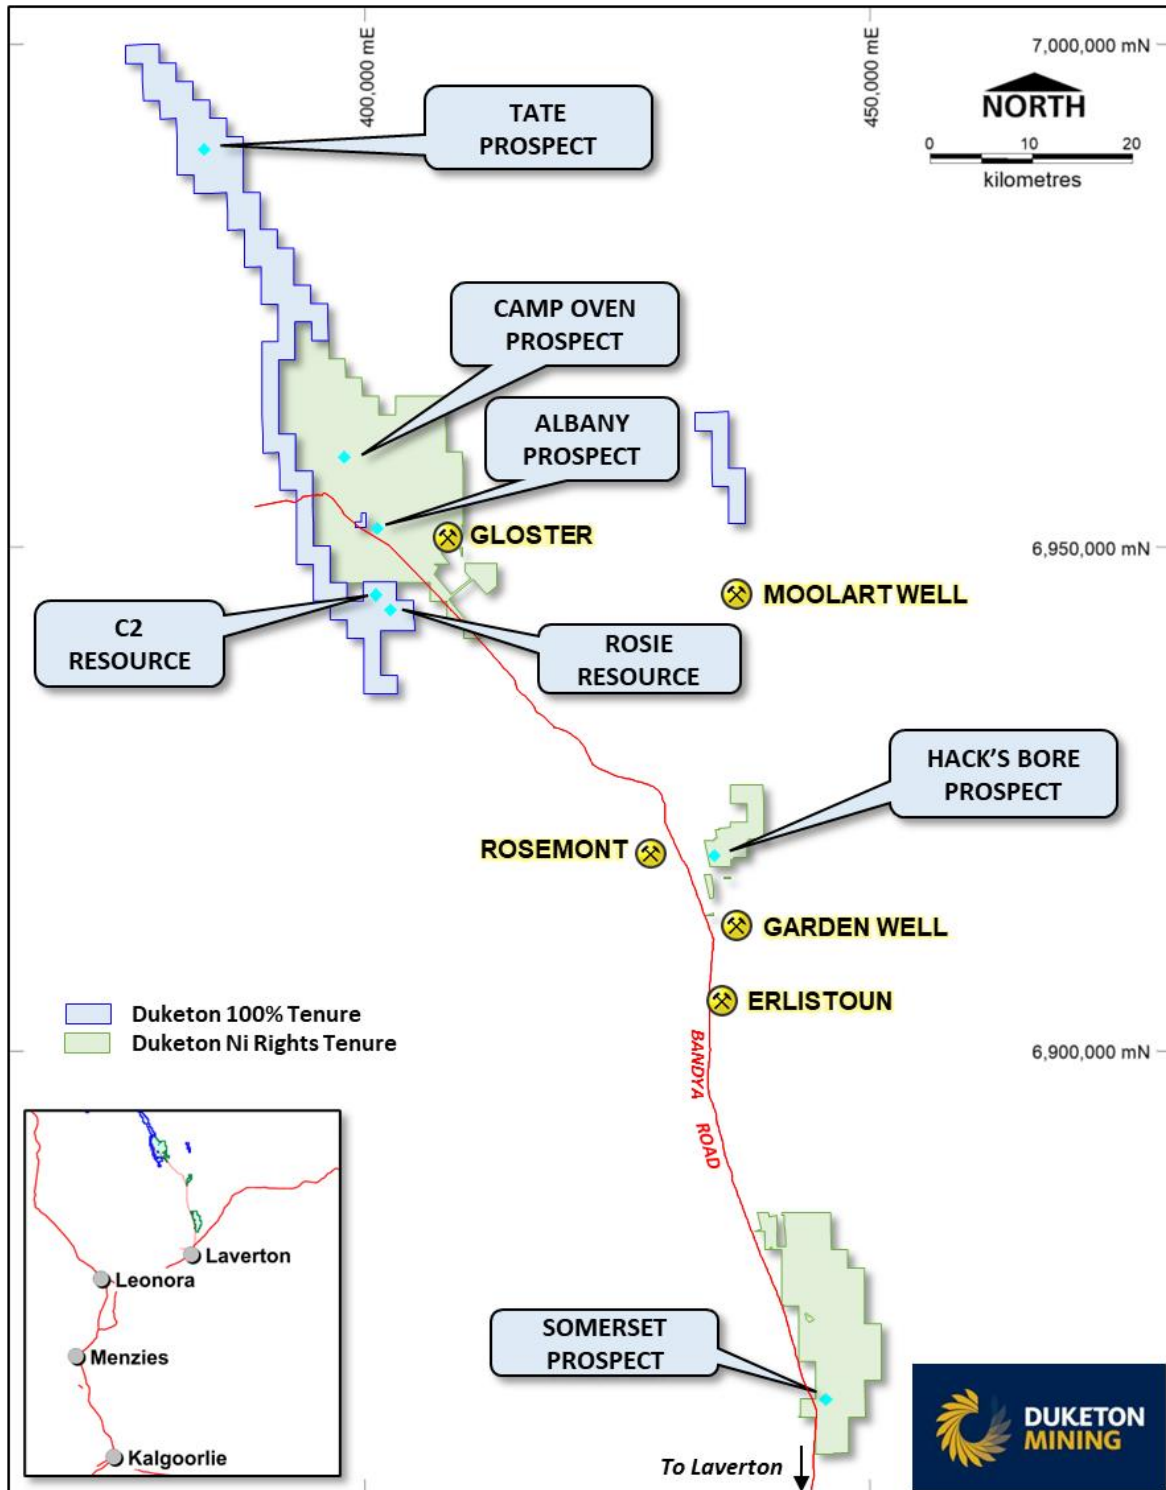 400,000 mE
450,000 mE
7,000,000 mN
NORTH
0 10 20
kilometres
TATE
PROSPECT
CAMP OVEN
PROSPECT
ALBANY
PROSPECT
GLOSTER
6,950,000 mN
MOOLART WELL
C2
RESOURCE
ROSIE
RESOURCE
HACK'S BORE
PROSPECT
ROSEMONT
GARDEN WELL
ERLISTOUN
Duketon 100% Tenure
Duketon Ni Rights Tenure
6,900,000 mN
BANDYA
ROAD
Laverton
Leonora
Menzies
Kalgoorlie
SOMERSET
PROSPECT
To Laverton
DUKETON
MINING